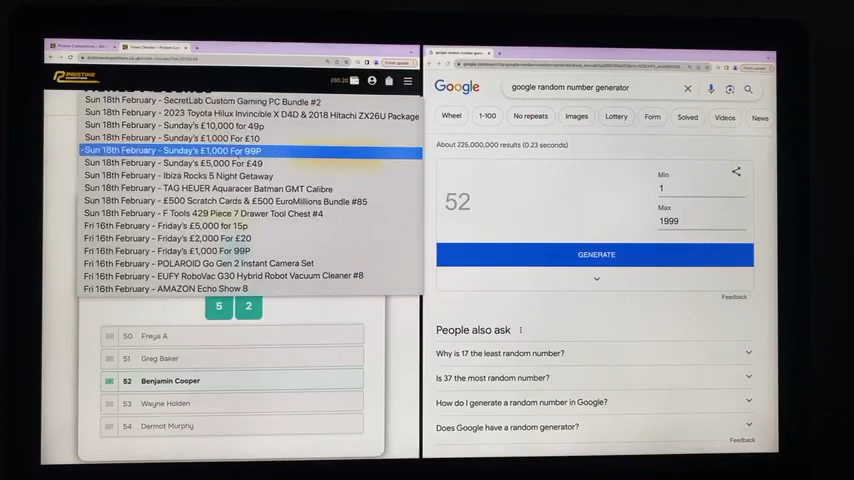 PRISTINE
£90.20
Sun 18th February - SecretLab Custom Gaming PC Bundle #2
Sun 18th February - 2023 Toyota Hilux Invincible X D4D & 2018 Hitachi ZX26U Package
Sun 18th February - Sunday's £10,000 for 49p
Sun 18th February - Sunday's £1,000 For £10
Sun 18th February - Sunday's £1,000 For 99P
Sun 18th February - Sunday's £5,000 for £49
Sun 18th February - Ibiza Rocks 5 Night Getaway
Sun 18th February - TAG HEUER Aquaracer Batman GMT Calibre
Sun 18th February - £500 Scratch Cards & £500 EuroMillions Bundle #85
Sun 18th February - F Tools 429 Piece 7 Drawer Tool Chest #4
Fri 16th February - Friday's £5,000 for 15p
Fri 16th February - Friday's £2,000 For £20
Fri 16th February - Friday's £1,000 For 99P
Fri 16th February - POLAROID Go Gen 2 Instant Camera Set
Fri 16th February - EUFY RoboVac G30 Hybrid Robot Vacuum Cleaner #8
Fri 16th February - AMAZON Echo Show 8
5 2
50 Freya A
51 Greg Baker
52 Benjamin Cooper
53 Wayne Holden
54 Dermot Murphy
google random number gener
Google
google random number generator
Wheel 1-100 No repeats Images Lottery Form Solved Videos News
About 225,000,000 results (0.23 seconds)
52
Min
1
Max
1999
GENERATE
Feedback
People also ask
Why is 17 the least random number?
Is 37 the most random number?
How do I generate a random number in Google?
Does Google have a random generator?
Feedback